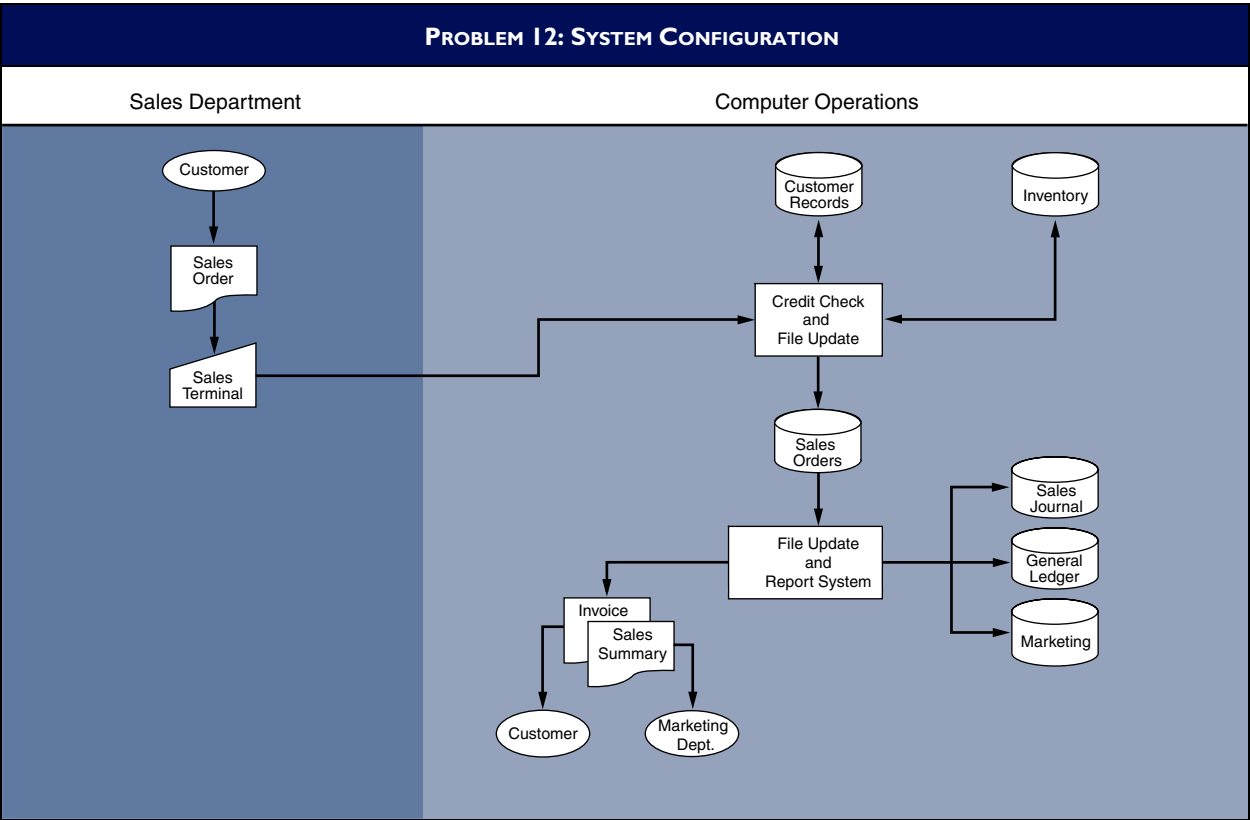 PROBLEM 12: SYSTEM CONFIGURATION
Sales Department
Computer Operations
Customer
Sales
Order
Sales
Terminal
Customer
Records
Inventory
Credit Check
and
File Update
Sales
Orders
File Update
and
Report System
Sales
Journal
General
Ledger
Marketing
Invoice
Sales
Summary
Customer
Marketing
Dept.